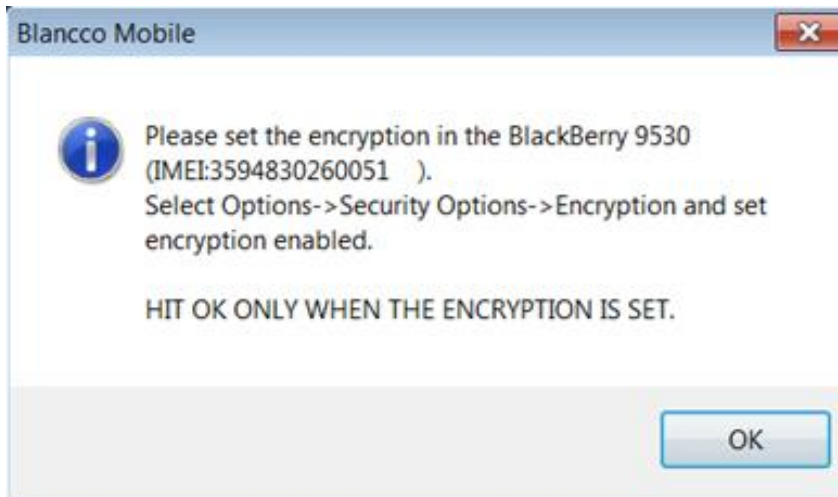 Blancco Mobile
Please set the encryption in the BlackBerry 9530
(IMEI:3594830260051   ).
Select Options->Security Options->Encryption and set
encryption enabled.
HIT OK ONLY WHEN THE ENCRYPTION IS SET.
OK